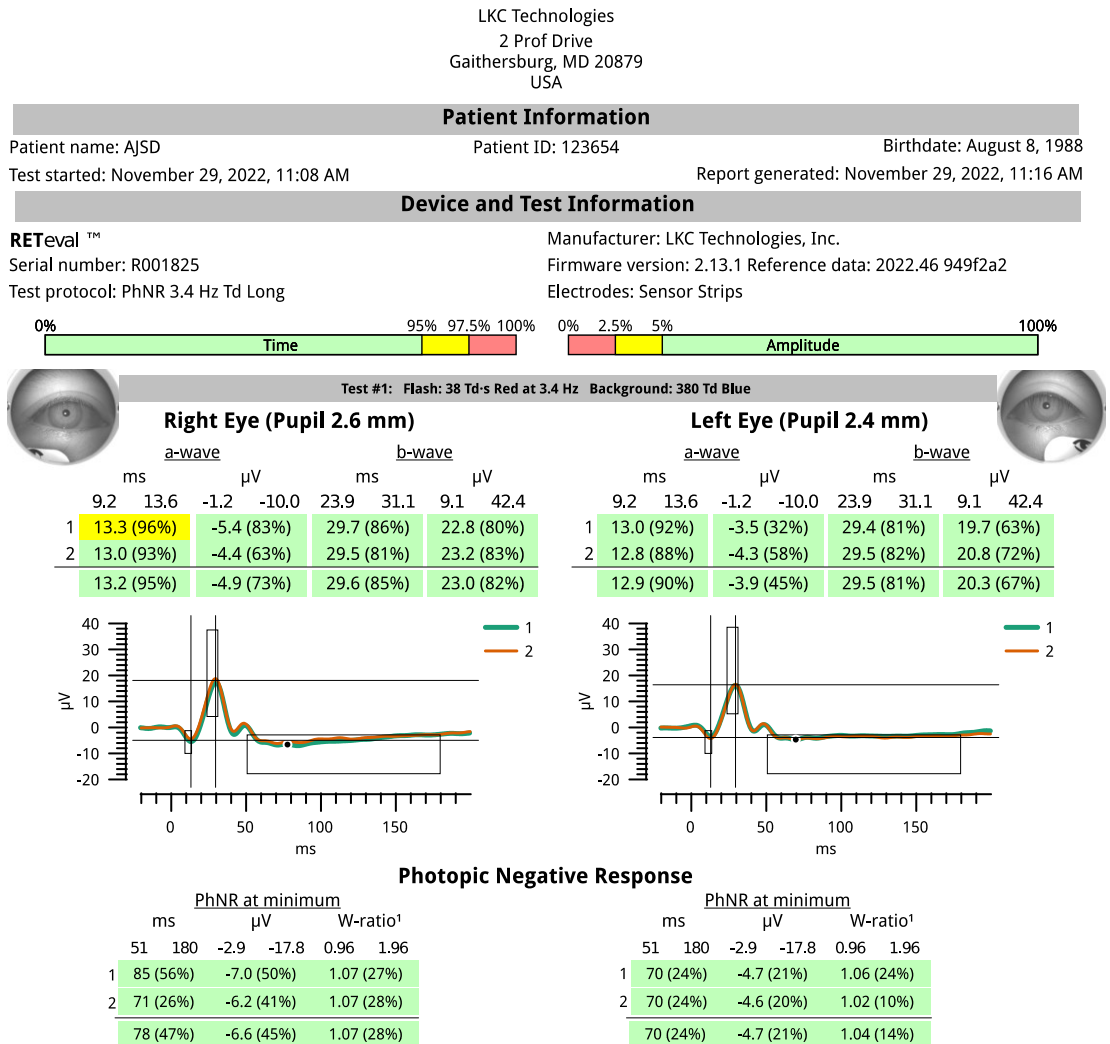 LKC Technologies
2 Prof Drive
Gaithersburg, MD 20879
USA
Patient Information
Patient name: AJSD Patient ID: 123654 Birthdate: August 8, 1988
Test started: November 29, 2022, 11:08 AM Report generated: November 29, 2022, 11:16 AM
Device and Test Information
RETeval ™ Manufacturer: LKC Technologies, Inc.
Serial number: R001825 Firmware version: 2.13.1 Reference data: 2022.46 949f2a2
Test protocol: PhNR 3.4 Hz Td Long Electrodes: Sensor Strips
0% 95% 97.5% 100% 0% 2.5% 5% 100%
Time Amplitude
Test #1: Flash: 38 Td·s Red at 3.4 Hz Background: 380 Td Blue
Right Eye (Pupil 2.6 mm)
a-wave b-wave
ms µV ms µV
9.2 13.6 -1.2 -10.0 23.9 31.1 9.1 42.4
1 13.3 (96%) -5.4 (83%) 29.7 (86%) 22.8 (80%)
2 13.0 (93%) -4.4 (63%) 29.5 (81%) 23.2 (83%)
13.2 (95%) -4.9 (73%) 29.6 (85%) 23.0 (82%)
40
30
20
10
0
-10
-20
µV
1
2
0 50 100 150
ms
Left Eye (Pupil 2.4 mm)
a-wave b-wave
ms µV ms µV
9.2 13.6 -1.2 -10.0 23.9 31.1 9.1 42.4
1 13.0 (92%) -3.5 (32%) 29.4 (81%) 19.7 (63%)
2 12.8 (88%) -4.3 (58%) 29.5 (82%) 20.8 (72%)
12.9 (90%) -3.9 (45%) 29.5 (81%) 20.3 (67%)
40
30
20
10
0
-10
-20
µV
1
2
0 50 100 150
ms
Photopic Negative Response
PhNR at minimum
ms µV W-ratio¹
51 180 -2.9 -17.8 0.96 1.96
1 85 (56%) -7.0 (50%) 1.07 (27%)
2 71 (26%) -6.2 (41%) 1.07 (28%)
78 (47%) -6.6 (45%) 1.07 (28%)
PhNR at minimum
ms µV W-ratio¹
51 180 -2.9 -17.8 0.96 1.96
1 70 (24%) -4.7 (21%) 1.06 (24%)
2 70 (24%) -4.6 (20%) 1.02 (10%)
70 (24%) -4.7 (21%) 1.04 (14%)